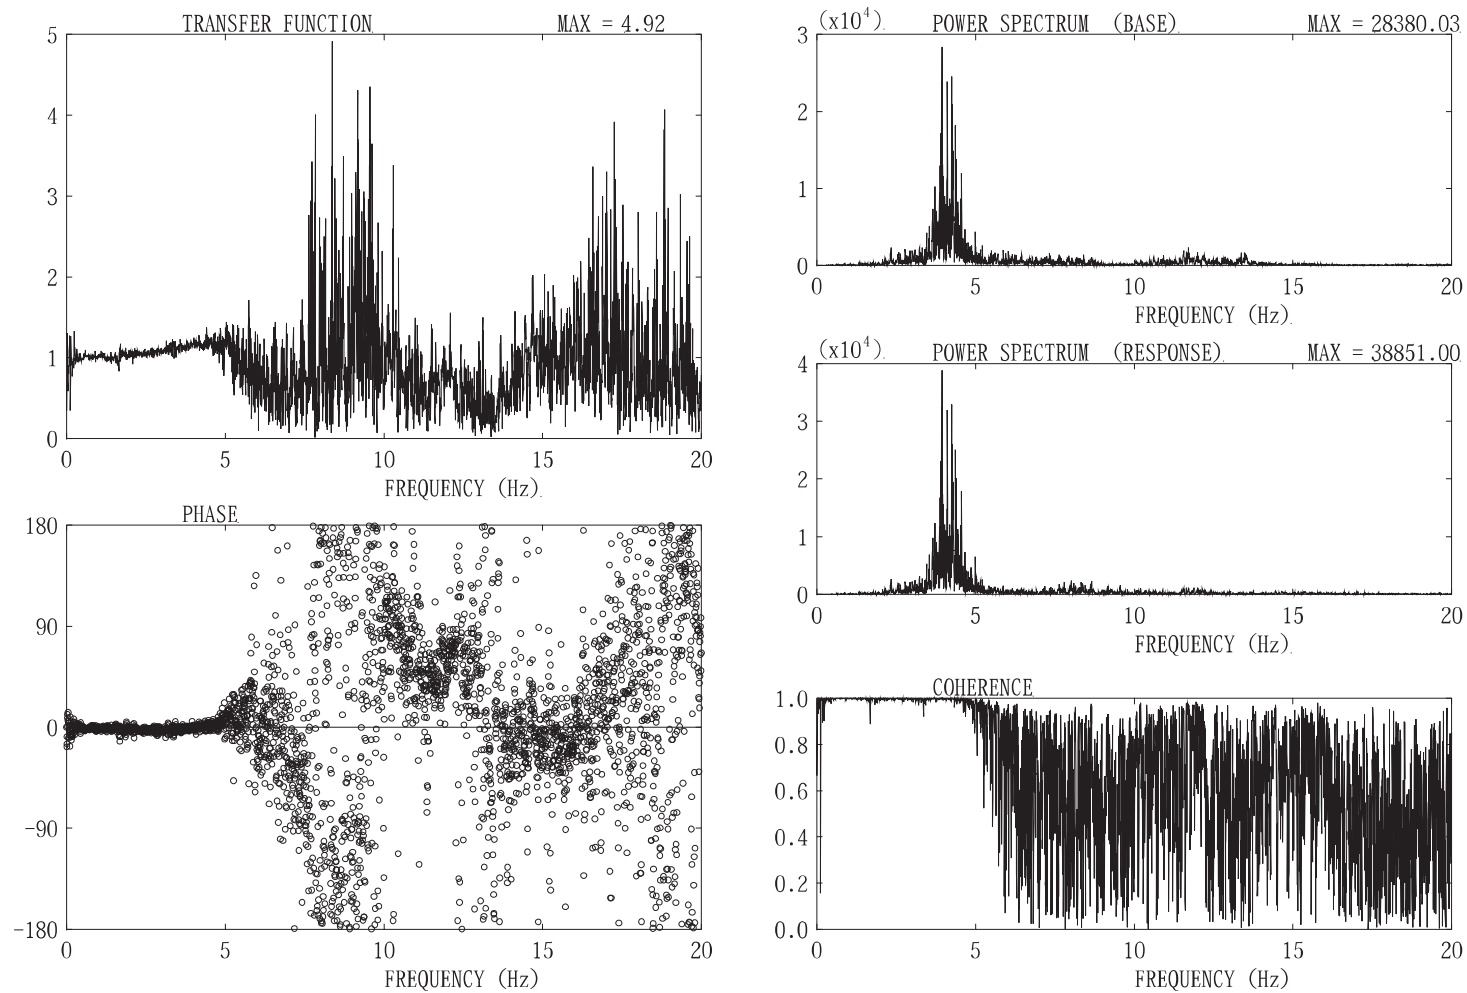 TRANSFER FUNCTION MAX = 4.92
5
4
3
2
1
0
0 5 10 15 20
FREQUENCY (Hz)
PHASE
180
90
0
-90
-180
0 5 10 15 20
FREQUENCY (Hz)
(x10⁴) POWER SPECTRUM (BASE) MAX = 28380.03
3
2
1
0
0 5 10 15 20
FREQUENCY (Hz)
(x10⁴) POWER SPECTRUM (RESPONSE) MAX = 38851.00
4
3
2
1
0
0 5 10 15 20
FREQUENCY (Hz)
COHERENCE
1.0
0.8
0.6
0.4
0.2
0.0
0 5 10 15 20
FREQUENCY (Hz)